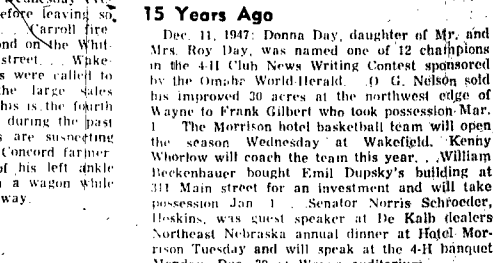 efore leaving so
Carroll fire
ond on the Whit-
street. . Wake-
s were called to
the large sales
his is the fourth
during the past
s are suspecting
Concord farmer
of his left ankle
n a wagon while
way.
15 Years Ago
Dec. 11, 1947: Donna Day, daughter of Mr. and
Mrs. Roy Day, was named one of 12 champions
in the 4-H Club News Writing Contest sponsored
by the Omaha World-Herald. . .O. G. Nelson sold
his improved 30 acres at the northwest edge of
Wayne to Frank Gilbert who took possession Mar.
1 The Morrison hotel basketball team will open
the season Wednesday at Wakefield. Kenny
Whorlow will coach the team this year. . .William
Beckenhauer bought Emil Dupsky's building at
Main street for an investment and will take
possession Jan 1 . Senator Norris Schroeder,
Hoskins, was guest speaker at De Kalb dealers
Northeast Nebraska annual dinner at Hotel Mor-
rison Tuesday and will speak at the 4-H banquet